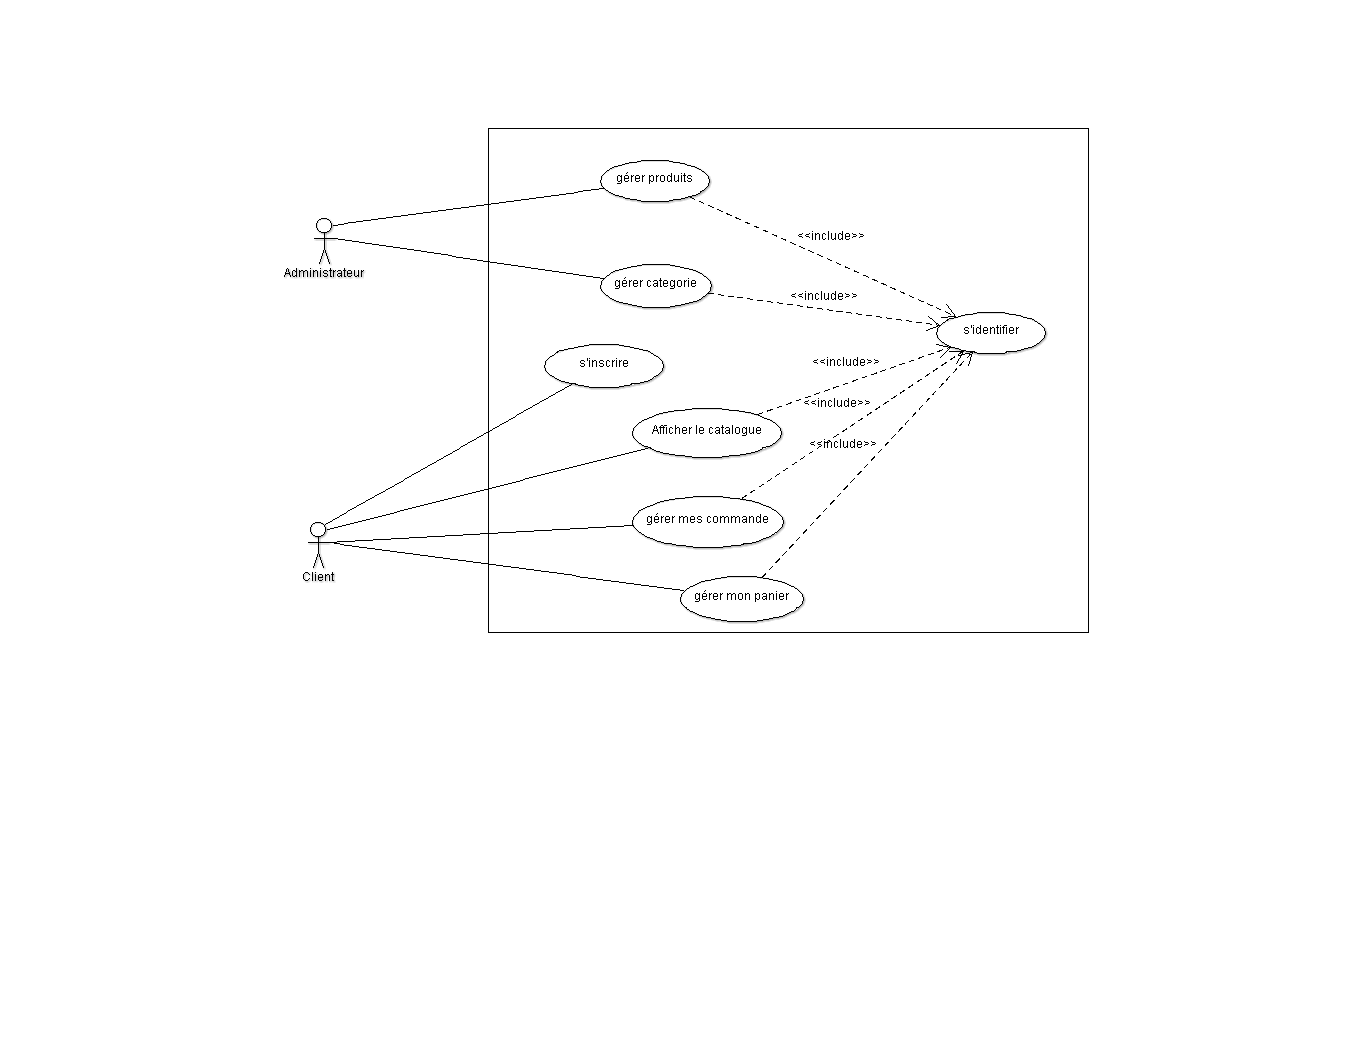 gérer produits
<<include>>
Administrateur
gérer categorie
<<include>>
s'identifier
s'inscrire
<<include>>
<<include>>
Afficher le catalogue
<<include>>
gérer mes commande
Client
gérer mon panier